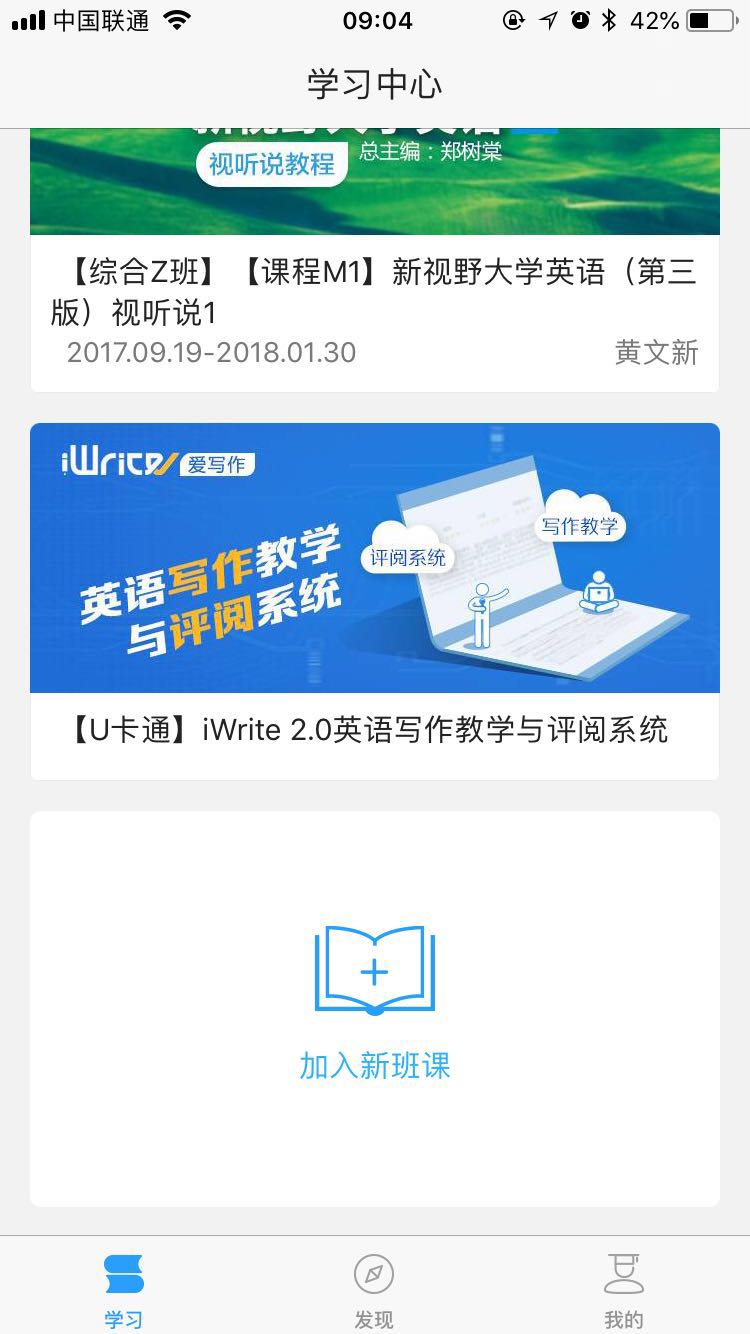 中国联通 09:04 42%
学习中心
视听说教程 总主编：郑树棠
【综合Z班】【课程M1】新视野大学英语（第三
版）视听说1
2017.09.19-2018.01.30 黄文新
iWrite 爱写作
写作教学
评阅系统
英语写作教学
与评阅系统
【U卡通】iWrite 2.0英语写作教学与评阅系统
加入新班课
学习 发现 我的